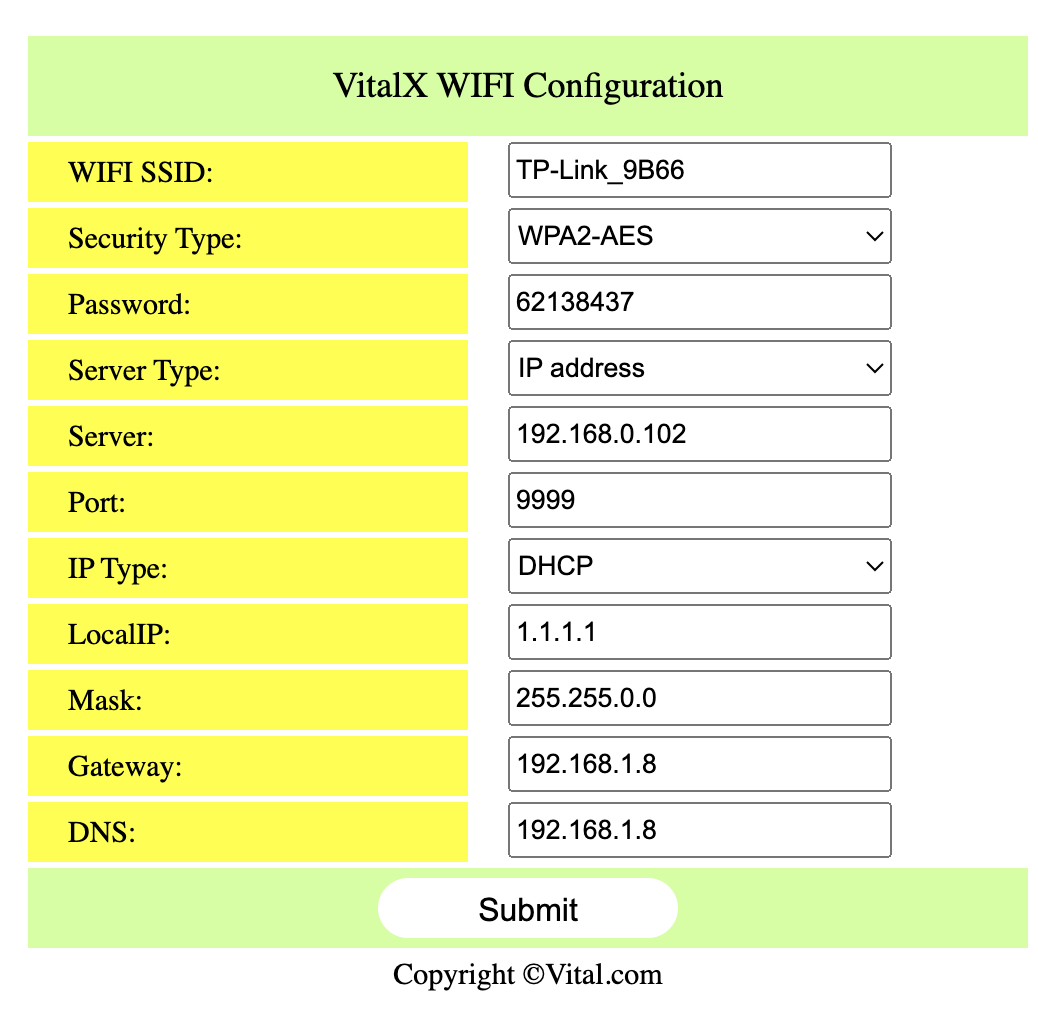 VitalX WIFI Configuration
WIFI SSID: TP-Link_9B66
Security Type: WPA2-AES
Password: 62138437
Server Type: IP address
Server: 192.168.0.102
Port: 9999
IP Type: DHCP
LocalIP: 1.1.1.1
Mask: 255.255.0.0
Gateway: 192.168.1.8
DNS: 192.168.1.8
Submit
Copyright ©Vital.com